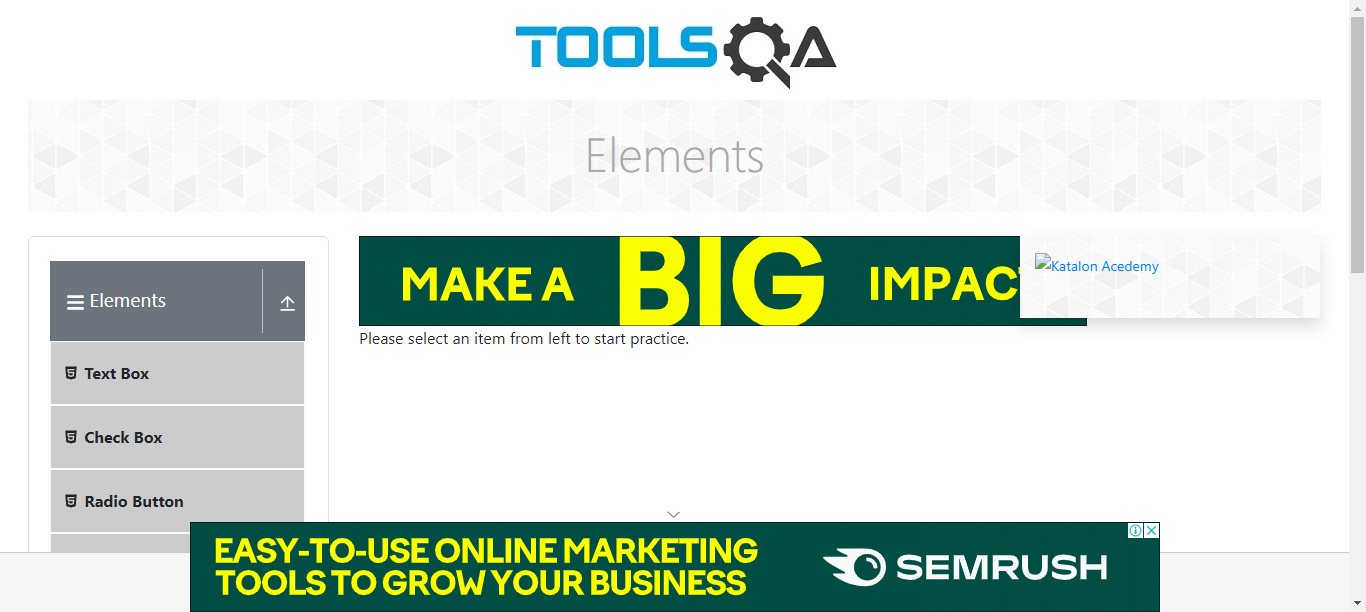 TOOLSQA
Elements
Elements
MAKE A BIG IMPACT
Katalon Acedemy
Please select an item from left to start practice.
Text Box
Check Box
Radio Button
EASY-TO-USE ONLINE MARKETING
TOOLS TO GROW YOUR BUSINESS
SEMRUSH